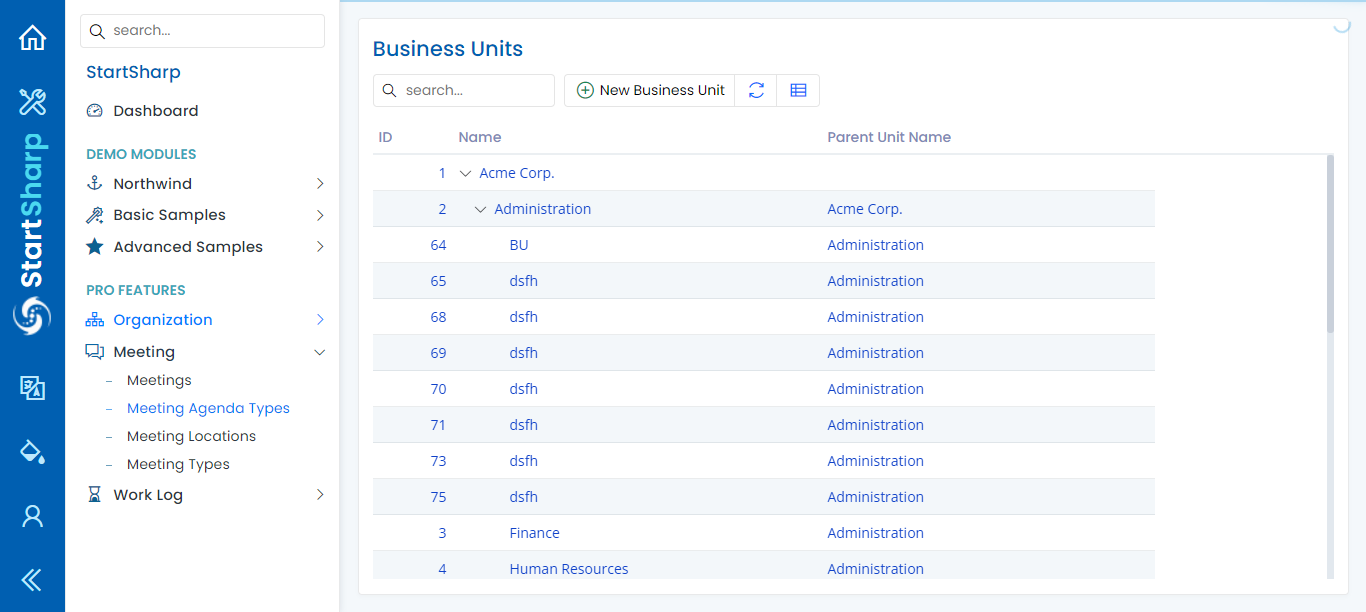 StartSharp
search...
StartSharp
Dashboard
DEMO MODULES
Northwind
Basic Samples
Advanced Samples
PRO FEATURES
Organization
Meeting
– Meetings
– Meeting Agenda Types
– Meeting Locations
– Meeting Types
Work Log
Business Units
search...
New Business Unit
ID Name Parent Unit Name
1 Acme Corp.
2 Administration Acme Corp.
64 BU Administration
65 dsfh Administration
68 dsfh Administration
69 dsfh Administration
70 dsfh Administration
71 dsfh Administration
73 dsfh Administration
75 dsfh Administration
3 Finance Administration
4 Human Resources Administration